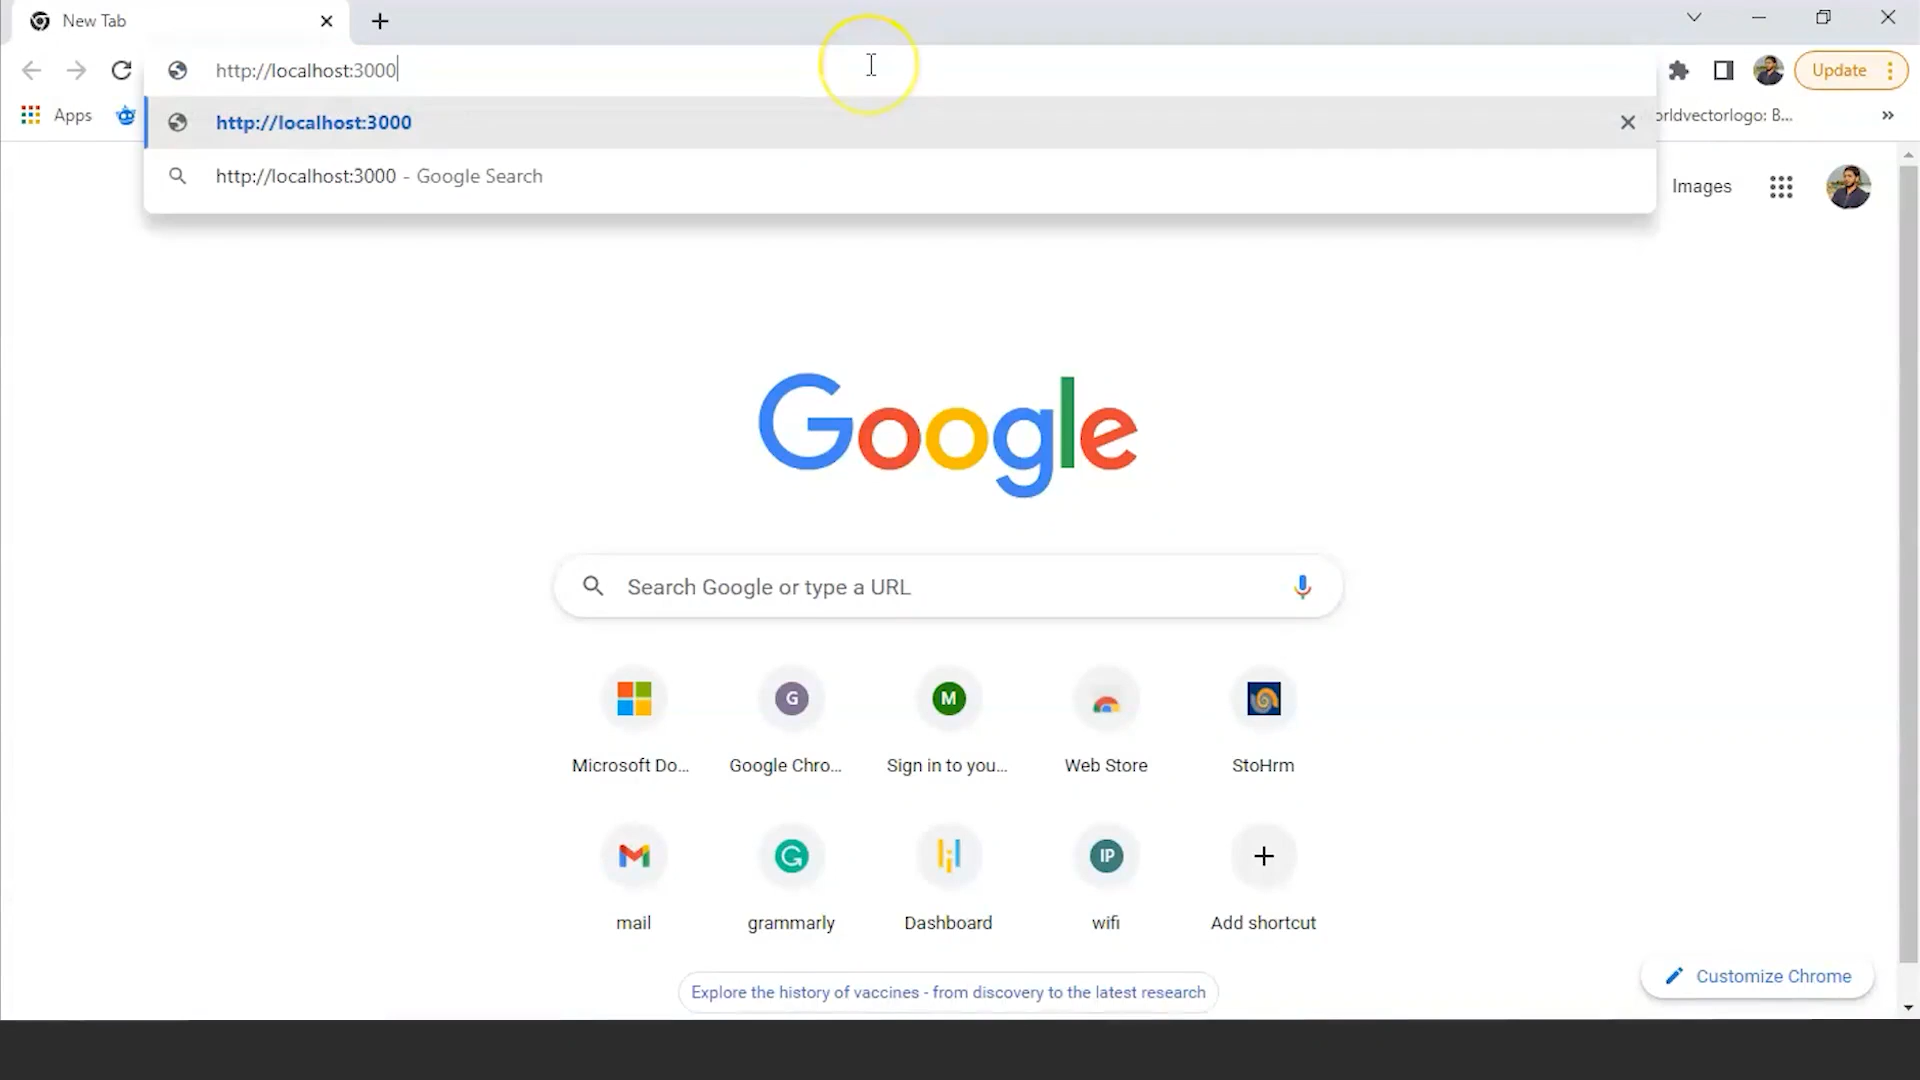 New Tab
http://localhost:3000
Update
Apps
http://localhost:3000
orldvectorlogo: B...
»
http://localhost:3000 - Google Search
Images
Google
Search Google or type a URL
G
M
Microsoft Do...
Google Chro...
Sign in to you...
Web Store
StoHrm
IP
mail
grammarly
Dashboard
wifi
Add shortcut
Customize Chrome
Explore the history of vaccines - from discovery to the latest research